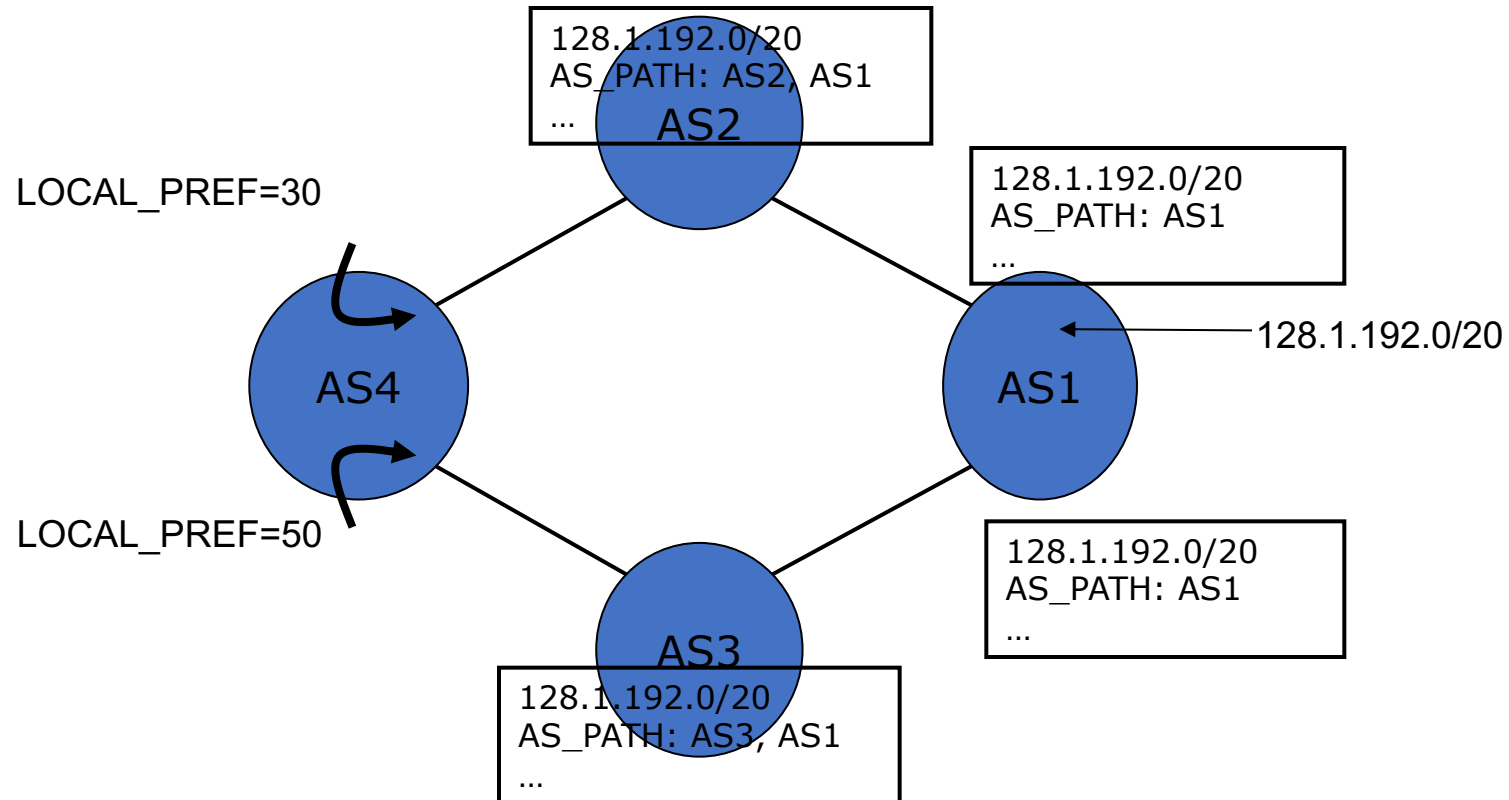 128.1.192.0/20
AS_PATH: AS2, AS1
…
AS2
LOCAL_PREF=30
128.1.192.0/20
AS_PATH: AS1
…
128.1.192.0/20
AS4
AS1
LOCAL_PREF=50
128.1.192.0/20
AS_PATH: AS1
…
AS3
128.1.192.0/20
AS_PATH: AS3, AS1
…